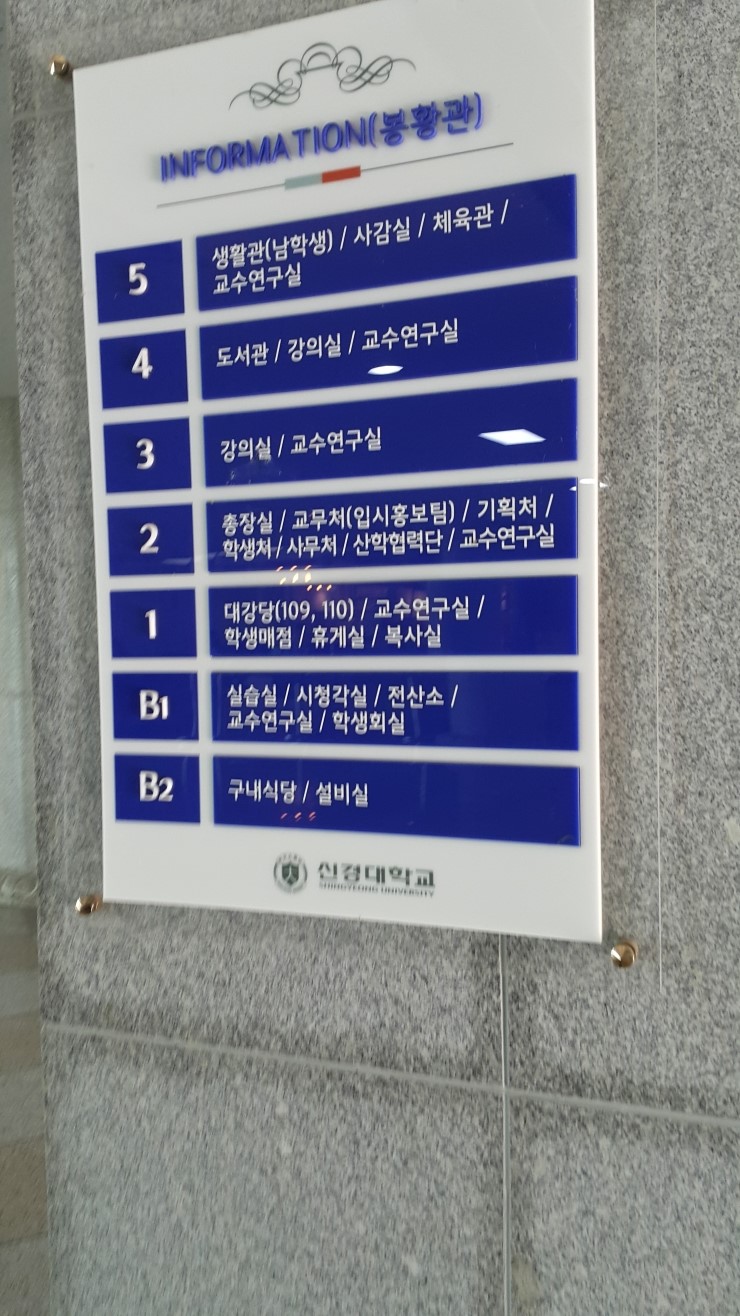 INFORMATION(봉황관)
5
생활관(남학생) / 사감실 / 체육관 /
교수연구실
4
도서관 / 강의실 / 교수연구실
3
강의실 / 교수연구실
2
총장실 / 교무처(입시홍보팀) / 기획처 /
학생처 / 사무처 / 산학협력단 / 교수연구실
1
대강당(109, 110) / 교수연구실 /
학생매점 / 휴게실 / 복사실
B1
실습실 / 시청각실 / 전산소 /
교수연구실 / 학생회실
B2
구내식당 / 설비실
신경대학교
SHINGYEONG UNIVERSITY